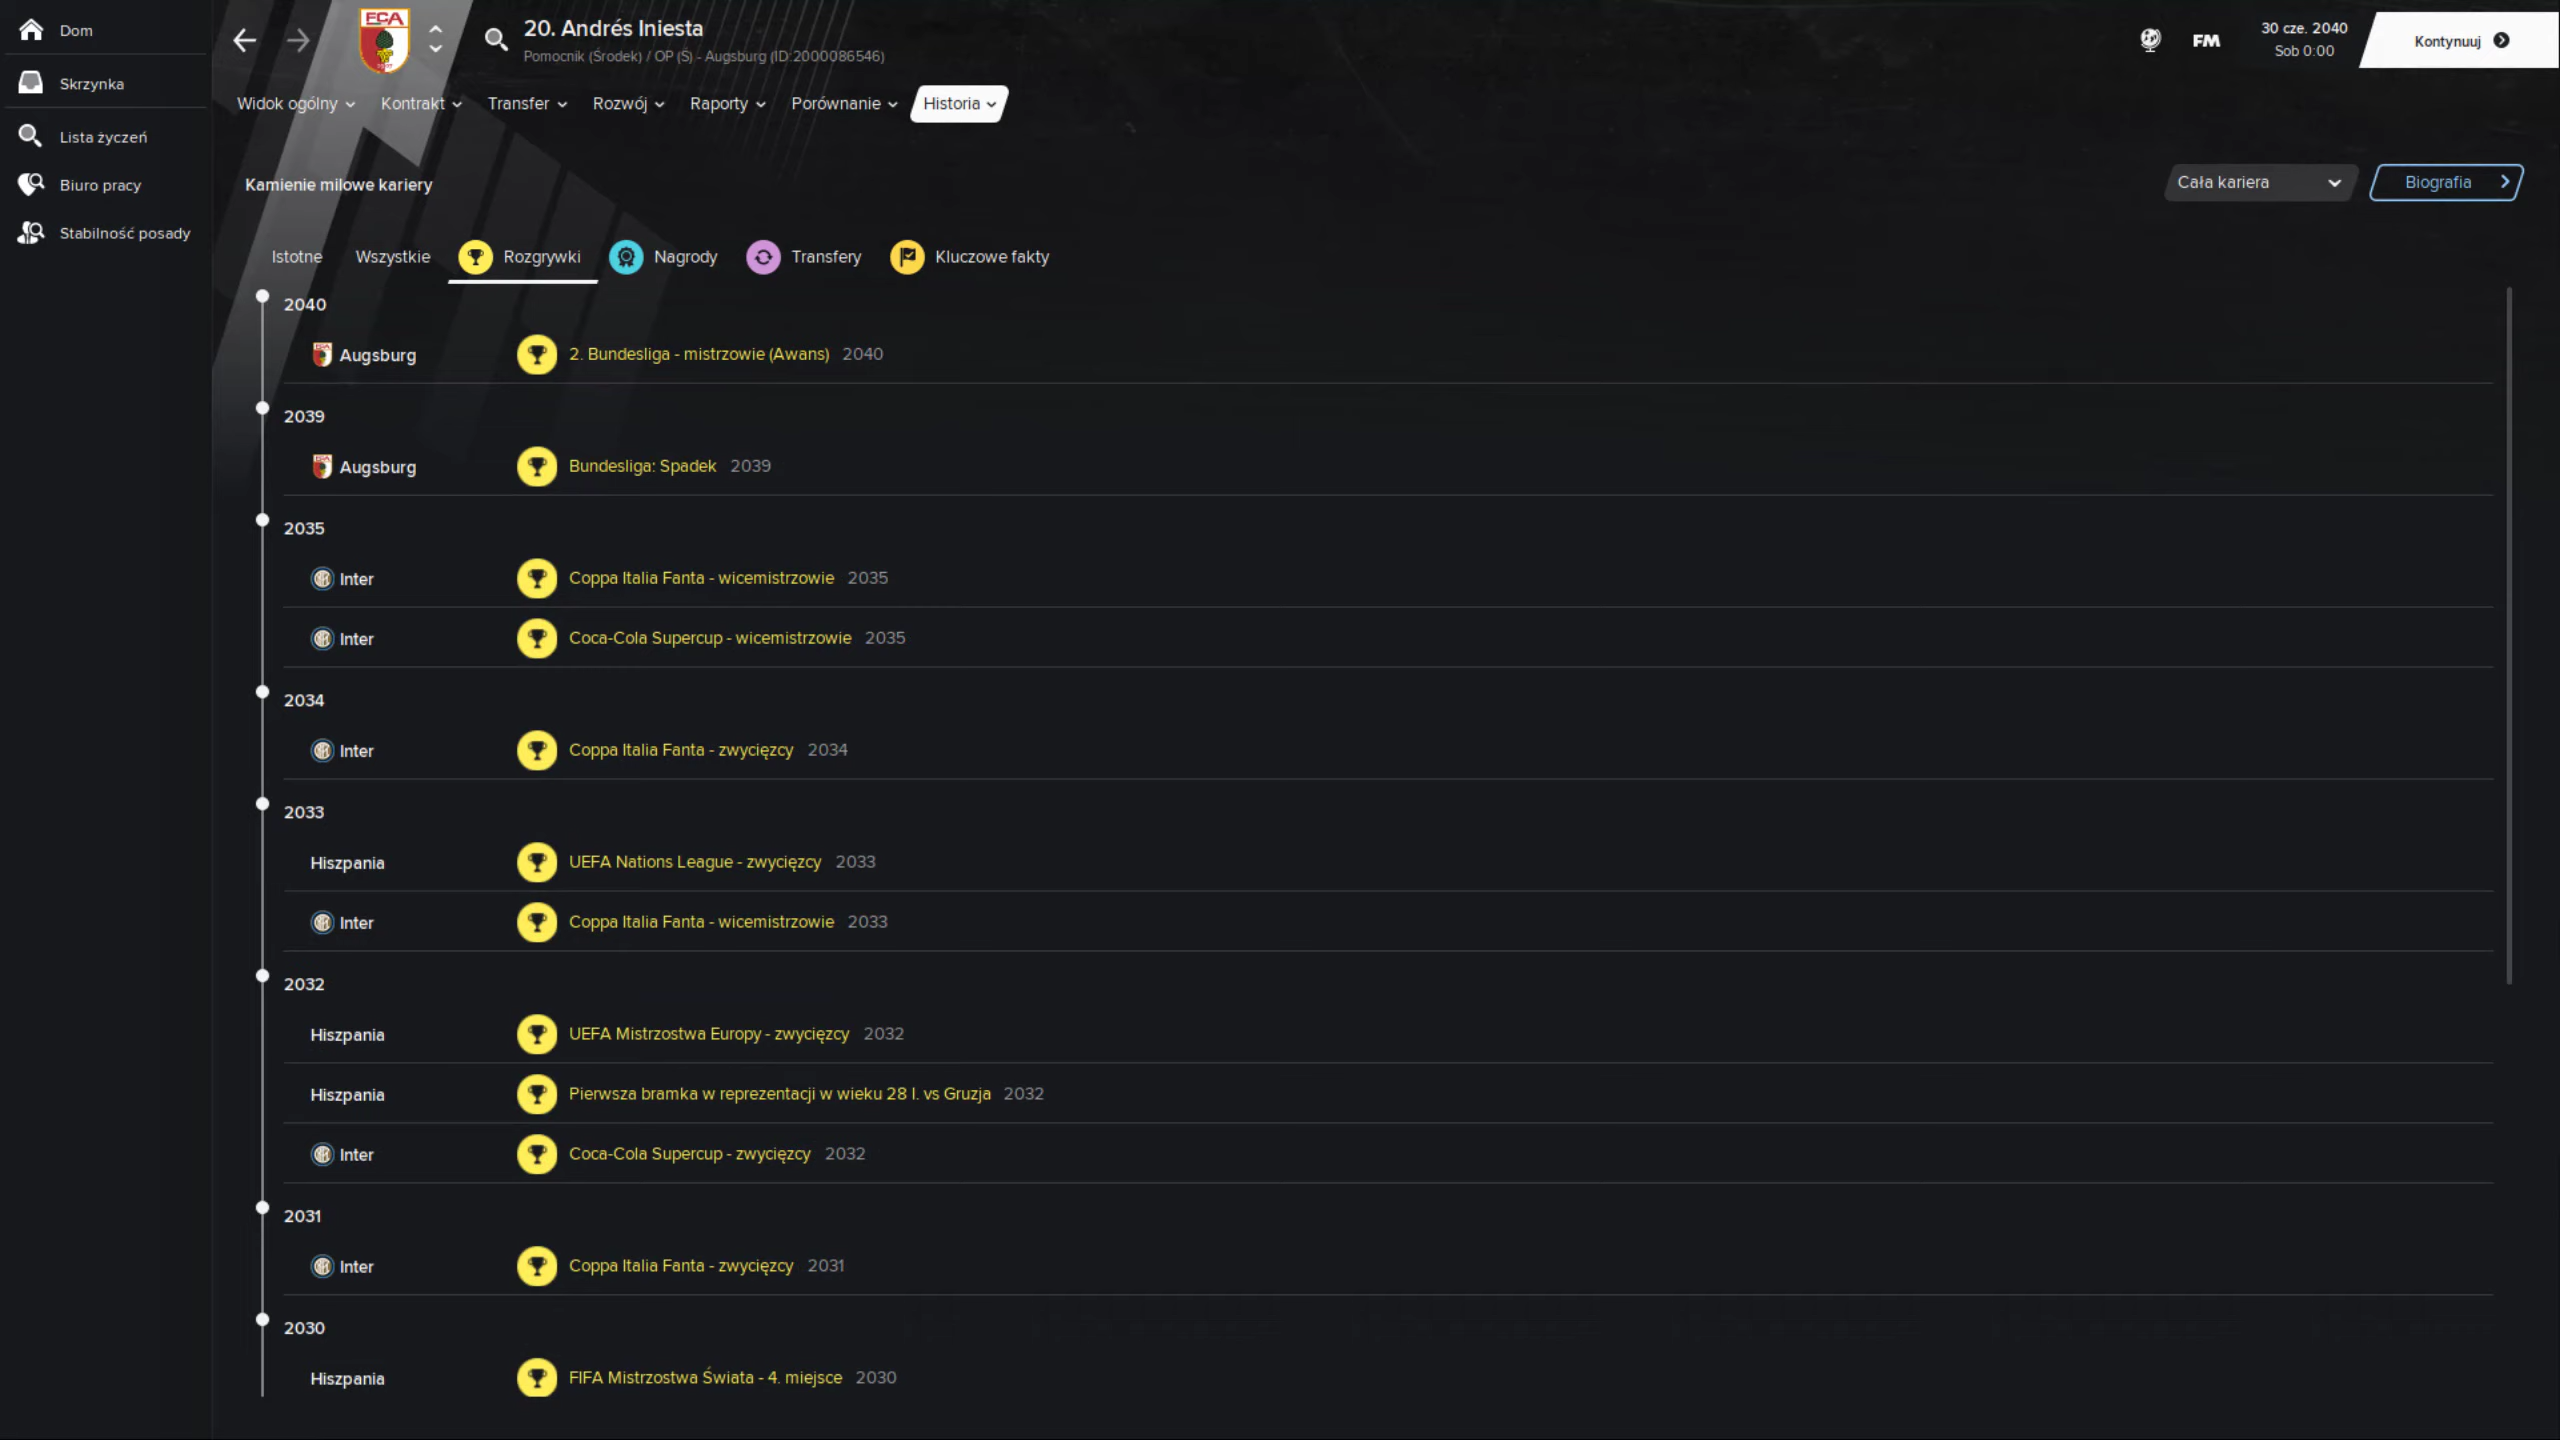 Dom
Skrzynka
Lista życzeń
Biuro pracy
Stabilność posady
FCA
1907
20. Andrés Iniesta
Pomocnik (Środek) / OP (Ś) - Augsburg (ID:2000086546)
FM
30 cze. 2040
Sob 0:00
Kontynuuj
Widok ogólny
Kontrakt
Transfer
Rozwój
Raporty
Porównanie
Historia
Kamienie milowe kariery
Cała kariera
Biografia
Istotne
Wszystkie
Rozgrywki
Nagrody
Transfery
Kluczowe fakty
2040
Augsburg 2. Bundesliga - mistrzowie (Awans) 2040
2039
Augsburg Bundesliga: Spadek 2039
2035
Inter Coppa Italia Fanta - wicemistrzowie 2035
Inter Coca-Cola Supercup - wicemistrzowie 2035
2034
Inter Coppa Italia Fanta - zwycięzcy 2034
2033
Hiszpania UEFA Nations League - zwycięzcy 2033
Inter Coppa Italia Fanta - wicemistrzowie 2033
2032
Hiszpania UEFA Mistrzostwa Europy - zwycięzcy 2032
Hiszpania Pierwsza bramka w reprezentacji w wieku 28 l. vs Gruzja 2032
Inter Coca-Cola Supercup - zwycięzcy 2032
2031
Inter Coppa Italia Fanta - zwycięzcy 2031
2030
Hiszpania FIFA Mistrzostwa Świata - 4. miejsce 2030